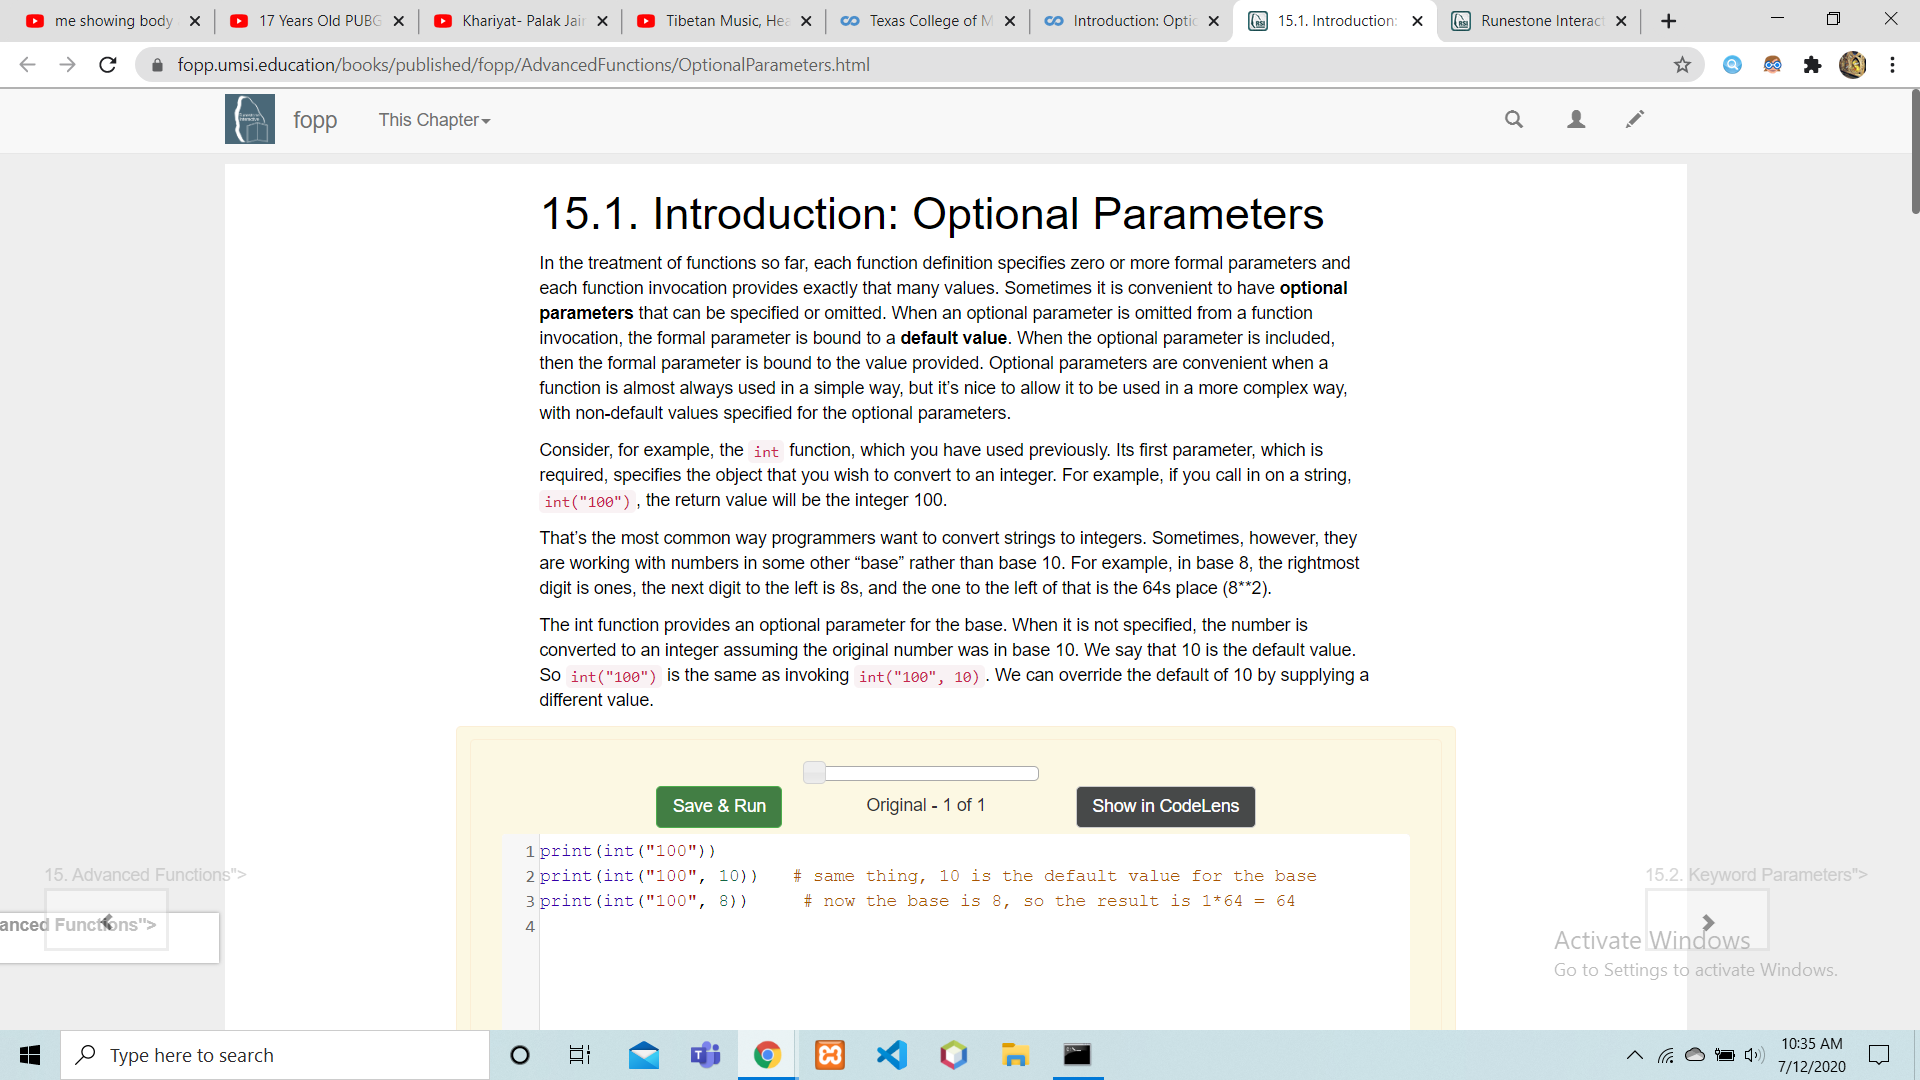 me showing body
17 Years Old PUBG
Khariyat- Palak Jair
Tibetan Music, Hea
Texas College of M
Introduction: Optic
15.1. Introduction:
Runestone Interact
fopp.umsi.education/books/published/fopp/AdvancedFunctions/OptionalParameters.html
fopp
This Chapter
15.1. Introduction: Optional Parameters
In the treatment of functions so far, each function definition specifies zero or more formal parameters and
each function invocation provides exactly that many values. Sometimes it is convenient to have optional
parameters that can be specified or omitted. When an optional parameter is omitted from a function
invocation, the formal parameter is bound to a default value. When the optional parameter is included,
then the formal parameter is bound to the value provided. Optional parameters are convenient when a
function is almost always used in a simple way, but it’s nice to allow it to be used in a more complex way,
with non-default values specified for the optional parameters.
Consider, for example, the int function, which you have used previously. Its first parameter, which is
required, specifies the object that you wish to convert to an integer. For example, if you call in on a string,
int("100") , the return value will be the integer 100.
That’s the most common way programmers want to convert strings to integers. Sometimes, however, they
are working with numbers in some other “base” rather than base 10. For example, in base 8, the rightmost
digit is ones, the next digit to the left is 8s, and the one to the left of that is the 64s place (8**2).
The int function provides an optional parameter for the base. When it is not specified, the number is
converted to an integer assuming the original number was in base 10. We say that 10 is the default value.
So int("100") is the same as invoking int("100", 10) . We can override the default of 10 by supplying a
different value.
Save & Run
Original - 1 of 1
Show in CodeLens
1 print(int("100"))
2 print(int("100", 10))   # same thing, 10 is the default value for the base
3 print(int("100", 8))     # now the base is 8, so the result is 1*64 = 64
4
15. Advanced Functions">
anced Functions">
15.2. Keyword Parameters">
Activate Windows
Go to Settings to activate Windows.
Type here to search
10:35 AM
7/12/2020